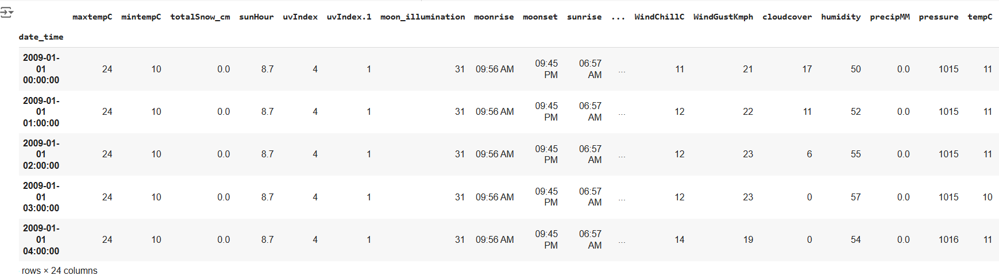 maxtempC mintempC totalSnow_cm sunHour uvIndex uvIndex.1 moon_illumination moonrise moonset sunrise ... WindChillC WindGustKmph cloudcover humidity precipMM pressure tempC
date_time
2009-01-01 00:00:00 24 10 0.0 8.7 4 1 31 09:56 AM 09:45 PM 06:57 AM ... 11 21 17 50 0.0 1015 11
2009-01-01 01:00:00 24 10 0.0 8.7 4 1 31 09:56 AM 09:45 PM 06:57 AM ... 12 22 11 52 0.0 1015 11
2009-01-01 02:00:00 24 10 0.0 8.7 4 1 31 09:56 AM 09:45 PM 06:57 AM ... 12 23 6 55 0.0 1015 11
2009-01-01 03:00:00 24 10 0.0 8.7 4 1 31 09:56 AM 09:45 PM 06:57 AM ... 12 23 0 57 0.0 1015 10
2009-01-01 04:00:00 24 10 0.0 8.7 4 1 31 09:56 AM 09:45 PM 06:57 AM ... 14 19 0 54 0.0 1016 11
rows × 24 columns